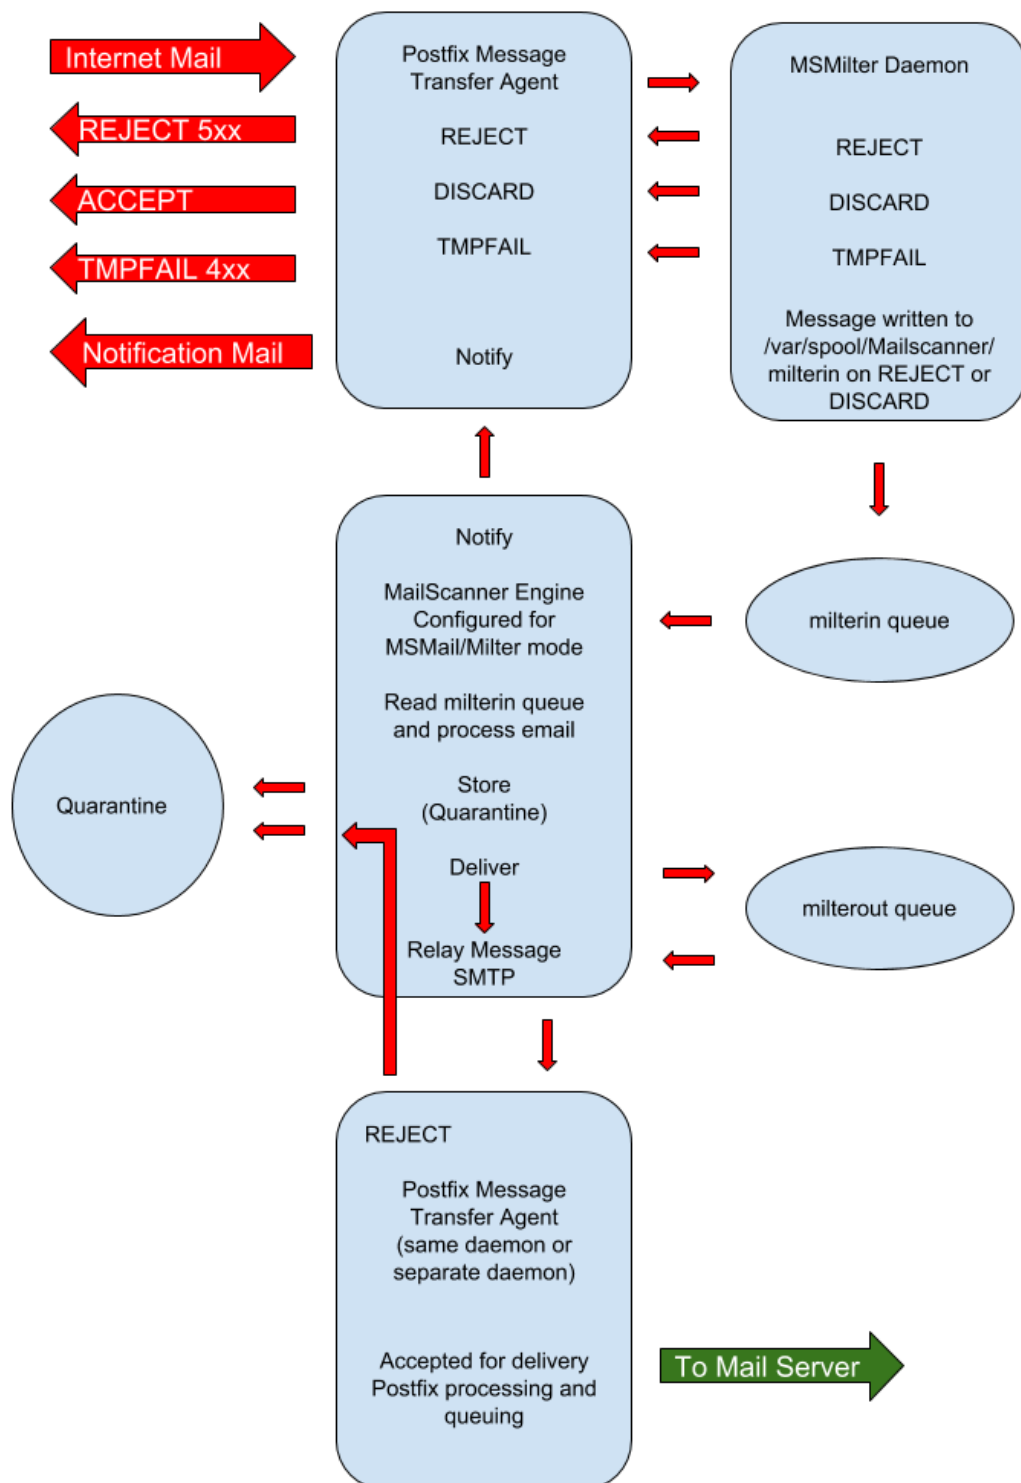 Internet Mail
REJECT 5xx
ACCEPT
TMPFAIL 4xx
Notification Mail
Postfix Message
Transfer Agent
REJECT
DISCARD
TMPFAIL
Notify
MSMilter Daemon
REJECT
DISCARD
TMPFAIL
Message written to
/var/spool/Mailscanner/
milterin on REJECT or
DISCARD
Notify
MailScanner Engine
Configured for
MSMail/Milter mode
Read milterin queue
and process email
Store
(Quarantine)
Deliver
Relay Message
SMTP
milterin queue
Quarantine
milterout queue
REJECT
Postfix Message
Transfer Agent
(same daemon or
separate daemon)
Accepted for delivery
Postfix processing and
queuing
To Mail Server